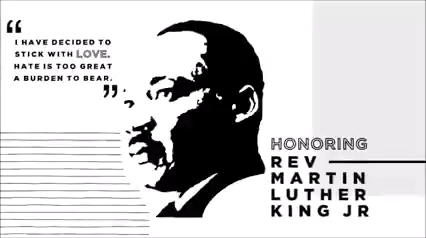 “
I HAVE DECIDED TO
STICK WITH LOVE.
HATE IS TOO GREAT
A BURDEN TO BEAR.
”
HONORING
REV
MARTIN
LUTHER
KING JR